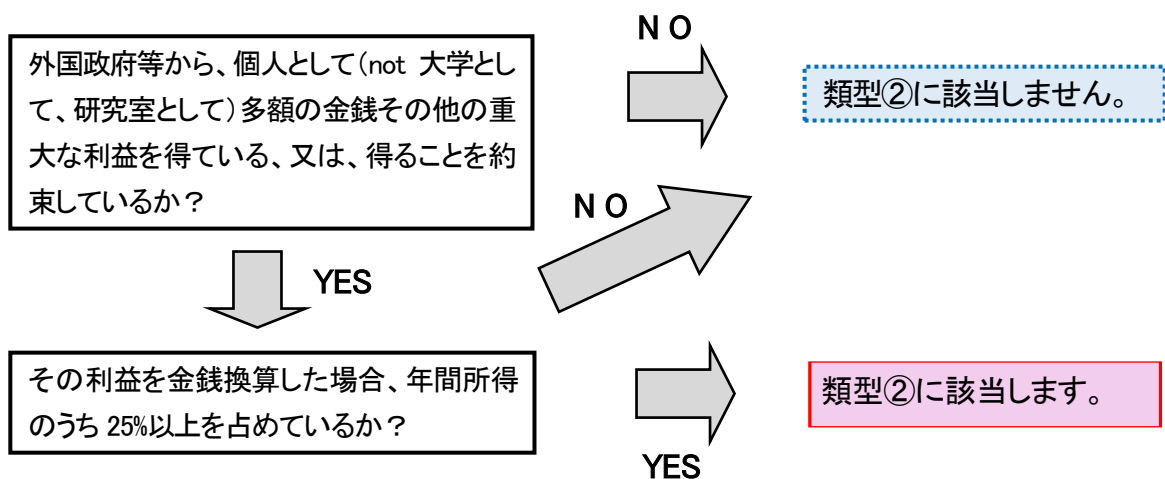 外国政府等から、個人として(not 大学とし
て、研究室として)多額の金銭その他の重
大な利益を得ている、又は、得ることを約
束しているか?
N O
類型②に該当しません。
N O
YES
その利益を金銭換算した場合、年間所得
のうち 25%以上を占めているか?
YES
類型②に該当します。